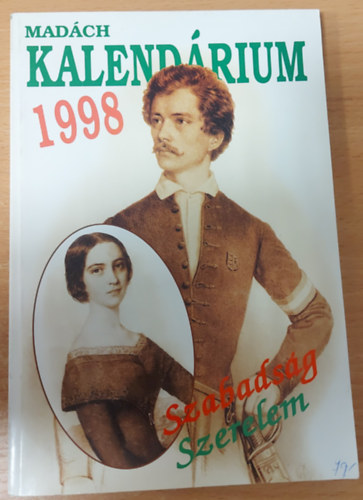 MADÁCH
KALENDÁRIUM
1998
Szabadság
Szerelem